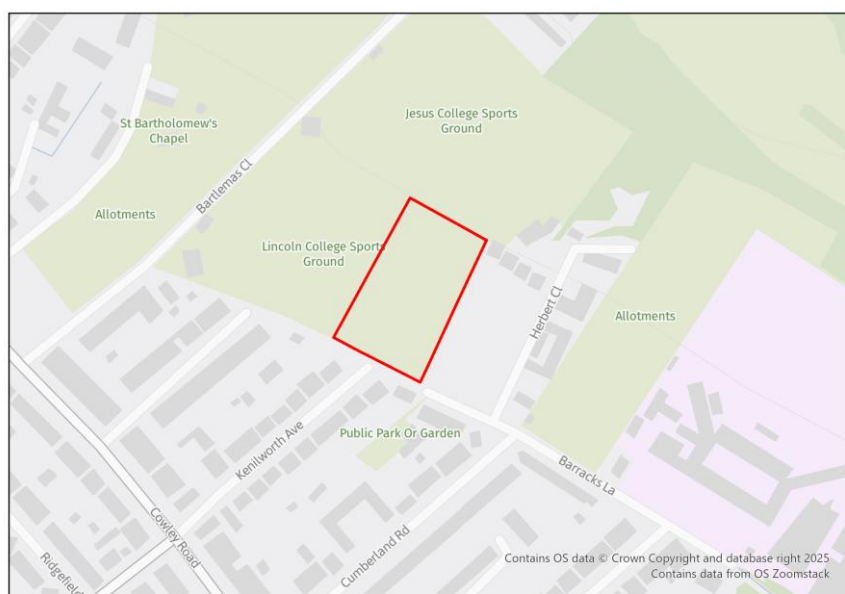 Jesus College Sports
Ground
St Bartholomew's
Chapel
Bartlemas Cl
Allotments
Lincoln College Sports
Ground
Herbert Cl
Allotments
Public Park Or Garden
Kenilworth Ave
Barracks La
Cowley Road
Cumberland Rd
Ridgefield
Contains OS data © Crown Copyright and database right 2025
Contains data from OS Zoomstack